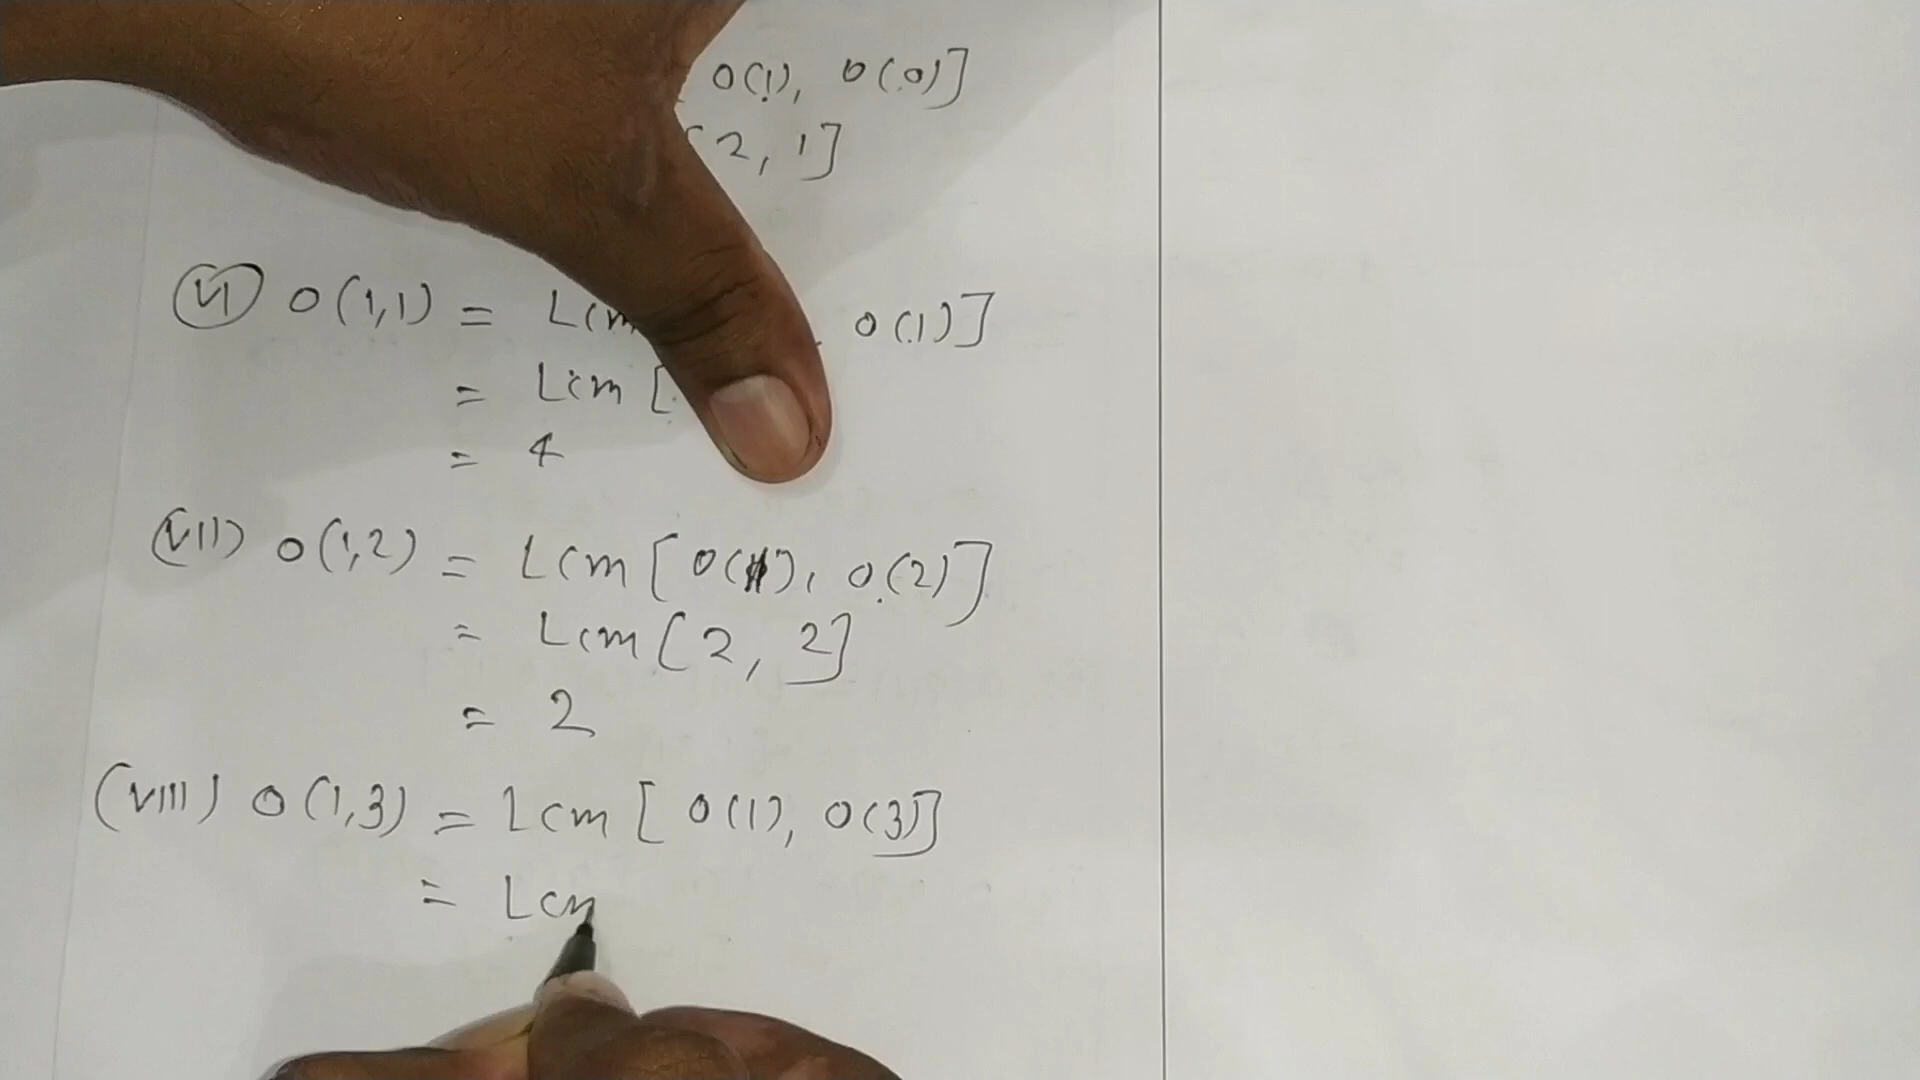 O(1), O(0)]
[2, 1]
(VI) O(1,1) = Lcm O(1)]
= Lcm [
= 4
(VII) O(1,2) = Lcm [O(1), O(2)]
= Lcm [2, 2]
= 2
(VIII) O(1,3) = Lcm [O(1), O(3)]
= Lcm